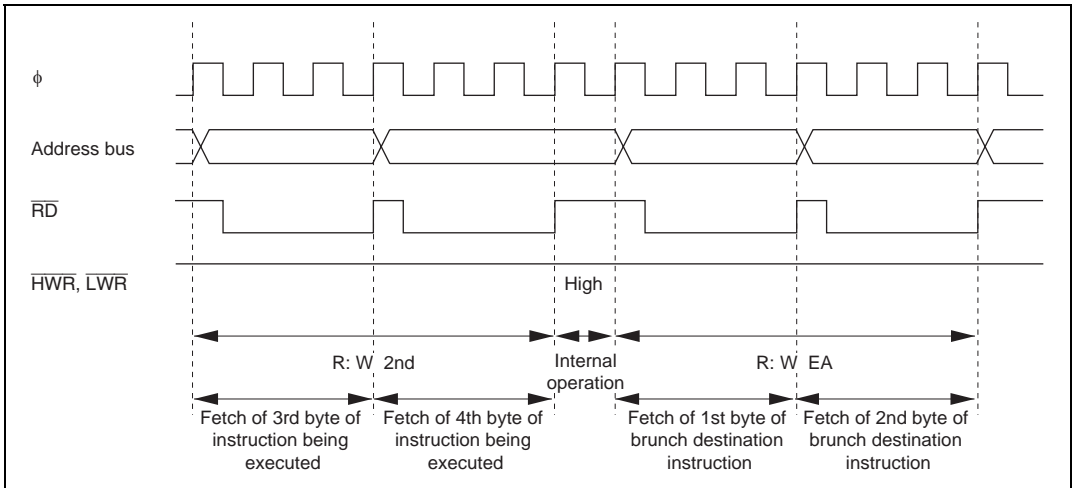 φ
Address bus
RD
HWR, LWR
High
R: W 2nd
Internal
operation
R: W EA
Fetch of 3rd byte of
instruction being
executed
Fetch of 4th byte of
instruction being
executed
Fetch of 1st byte of
brunch destination
instruction
Fetch of 2nd byte of
brunch destination
instruction